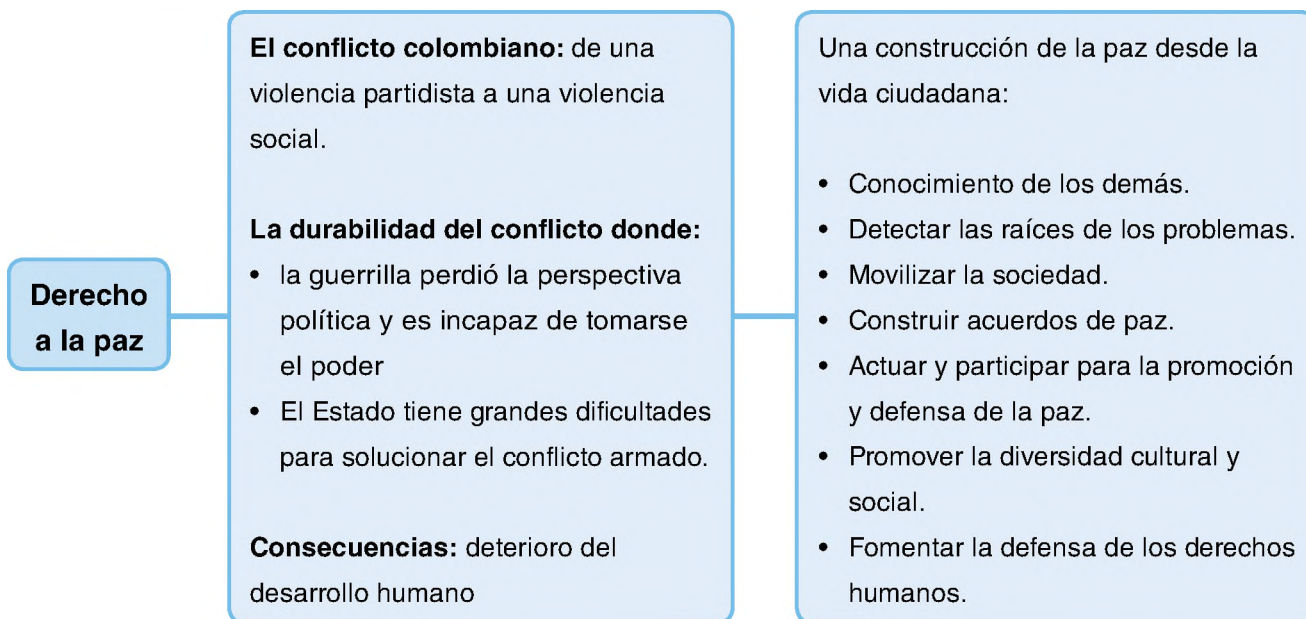 Derecho
a la paz
El conflicto colombiano: de una
violencia partidista a una violencia
social.
La durabilidad del conflicto donde:
• la guerrilla perdió la perspectiva
política y es incapaz de tomarse
el poder
• El Estado tiene grandes dificultades
para solucionar el conflicto armado.
Consecuencias: deterioro del
desarrollo humano
Una construcción de la paz desde la
vida ciudadana:
• Conocimiento de los demás.
• Detectar las raíces de los problemas.
• Movilizar la sociedad.
• Construir acuerdos de paz.
• Actuar y participar para la promoción
y defensa de la paz.
• Promover la diversidad cultural y
social.
• Fomentar la defensa de los derechos
humanos.